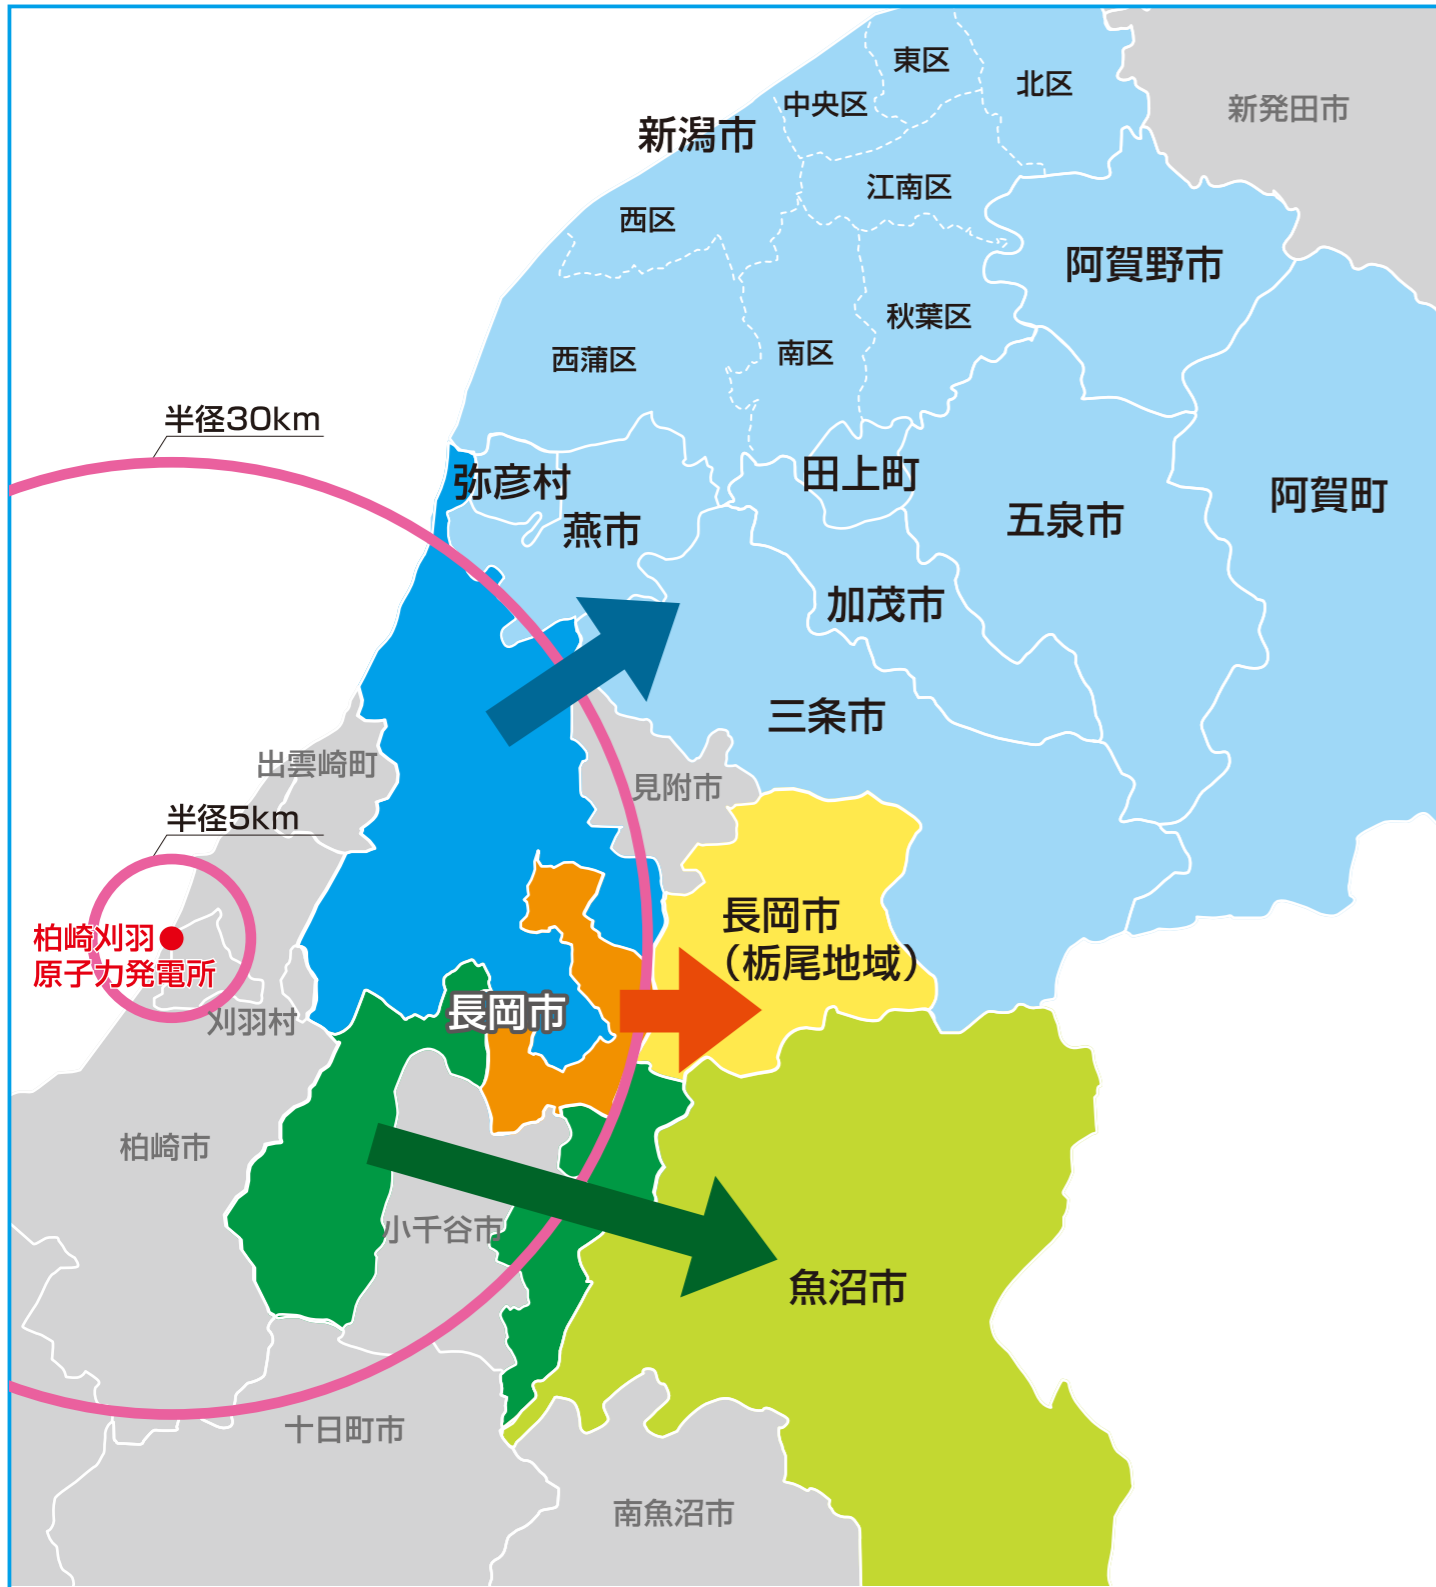 東区
北区
中央区
新発田市
新潟市
江南区
西区
阿賀野市
秋葉区
南区
西蒲区
半径30km
弥彦村
田上町
阿賀町
燕市
五泉市
加茂市
三条市
出雲崎町
見附市
半径5km
長岡市
（栃尾地域）
柏崎刈羽
原子力発電所
長岡市
刈羽村
柏崎市
小千谷市
魚沼市
十日町市
南魚沼市